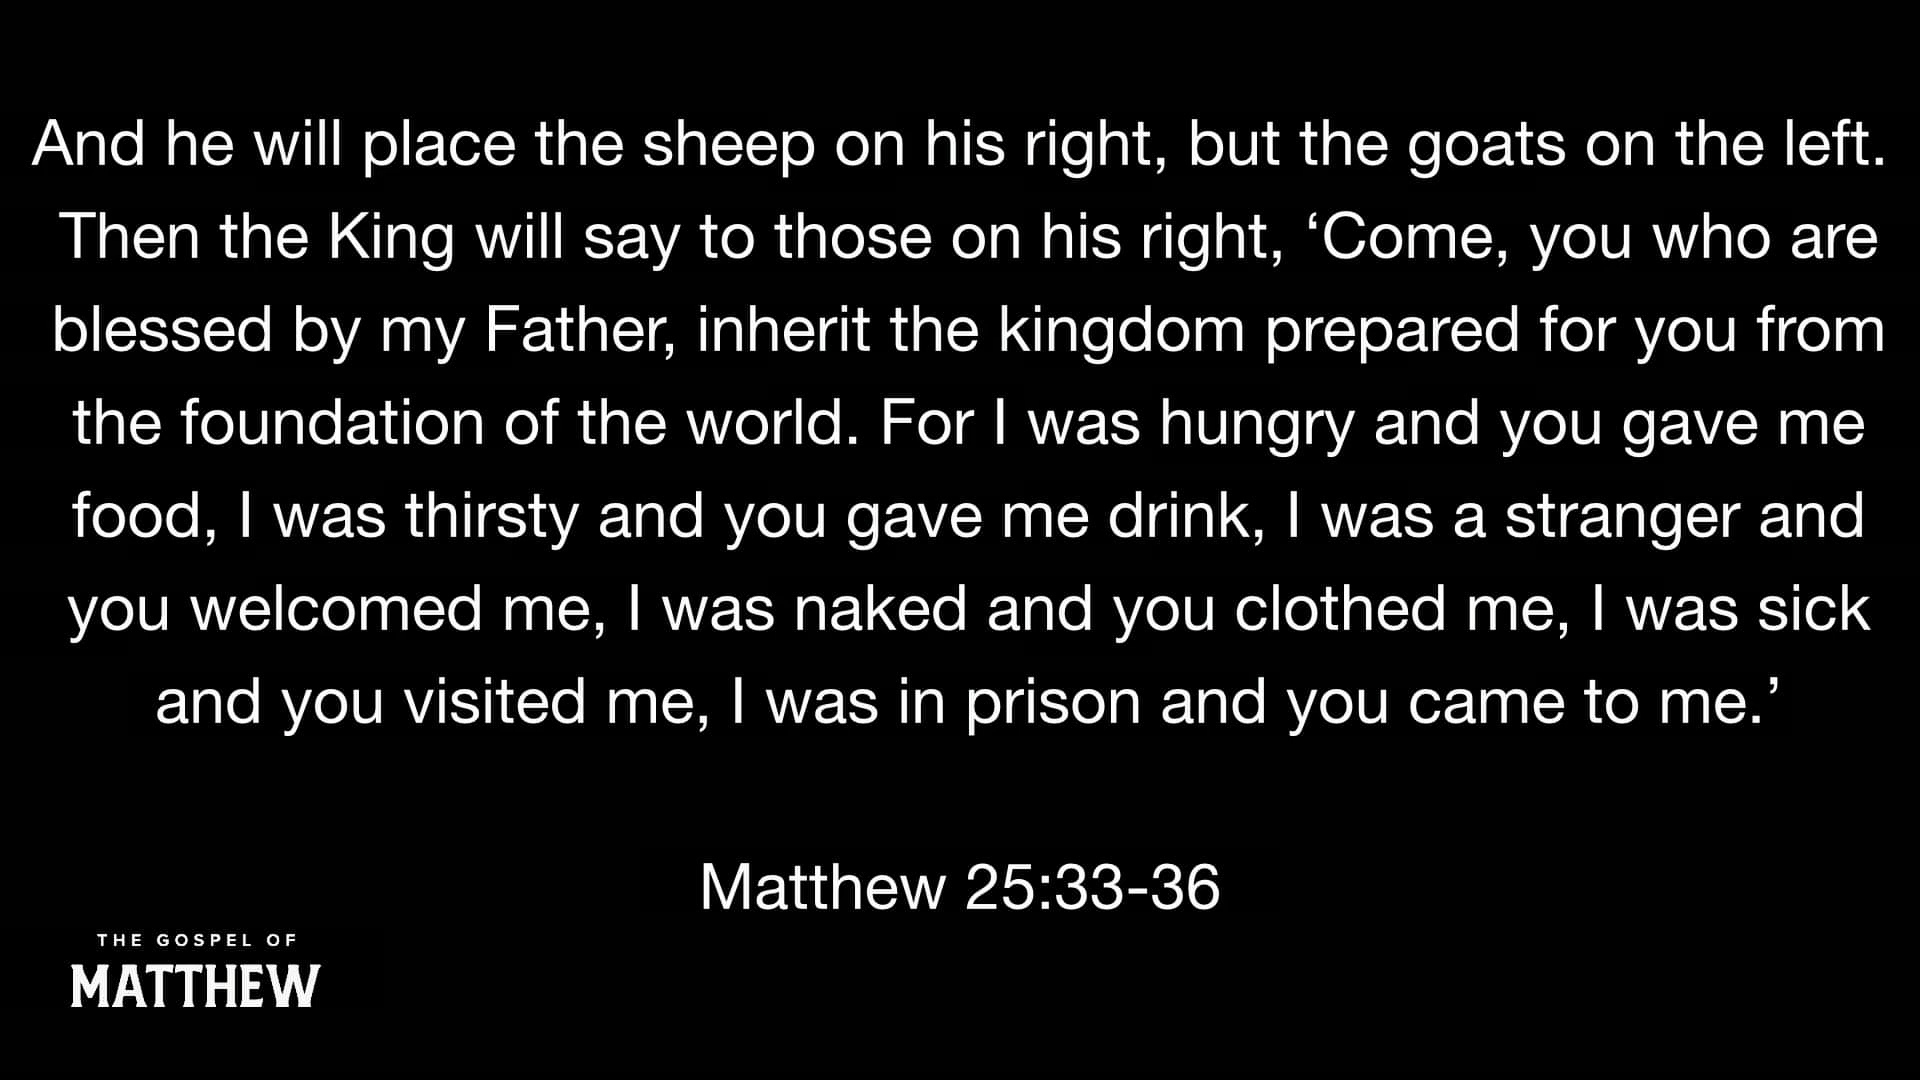 And he will place the sheep on his right, but the goats on the left.
Then the King will say to those on his right, ‘Come, you who are
blessed by my Father, inherit the kingdom prepared for you from
the foundation of the world. For I was hungry and you gave me
food, I was thirsty and you gave me drink, I was a stranger and
you welcomed me, I was naked and you clothed me, I was sick
and you visited me, I was in prison and you came to me.’
Matthew 25:33-36
THE GOSPEL OF
MATTHEW